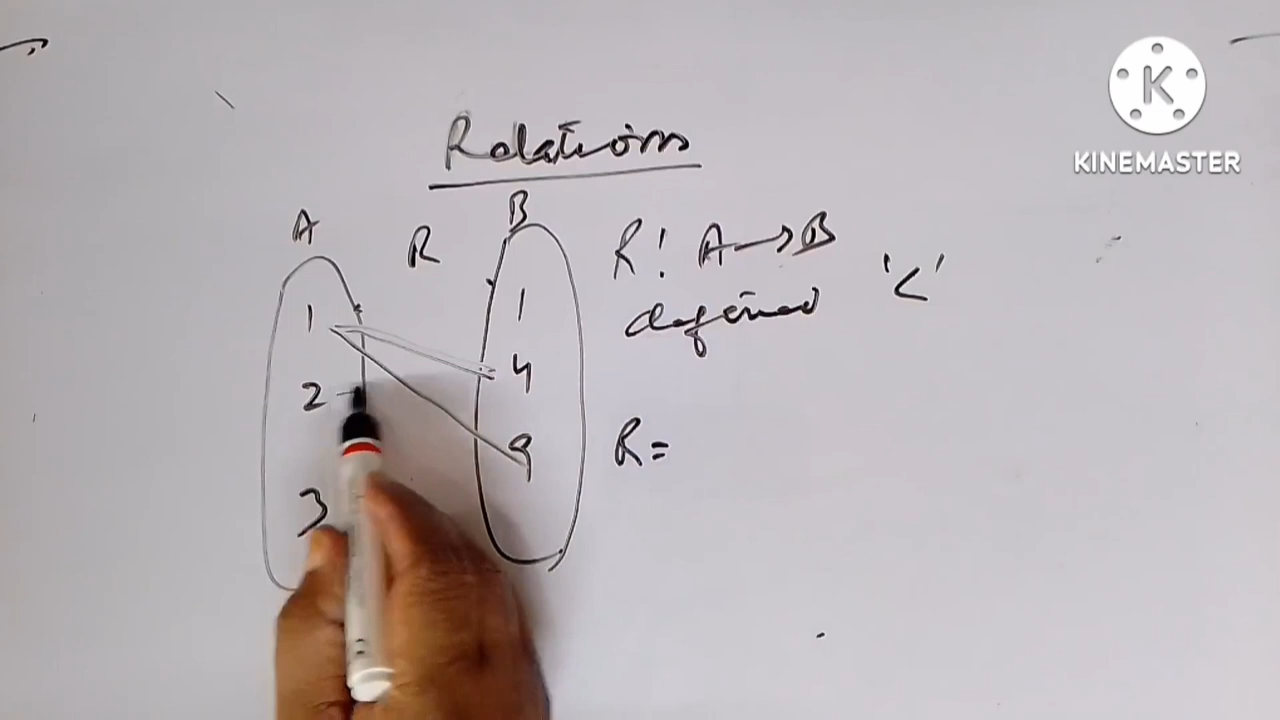 Relations
A R B
R: A → B
defined '<'
1 1
2 4
3 9
R =
KINEMASTER